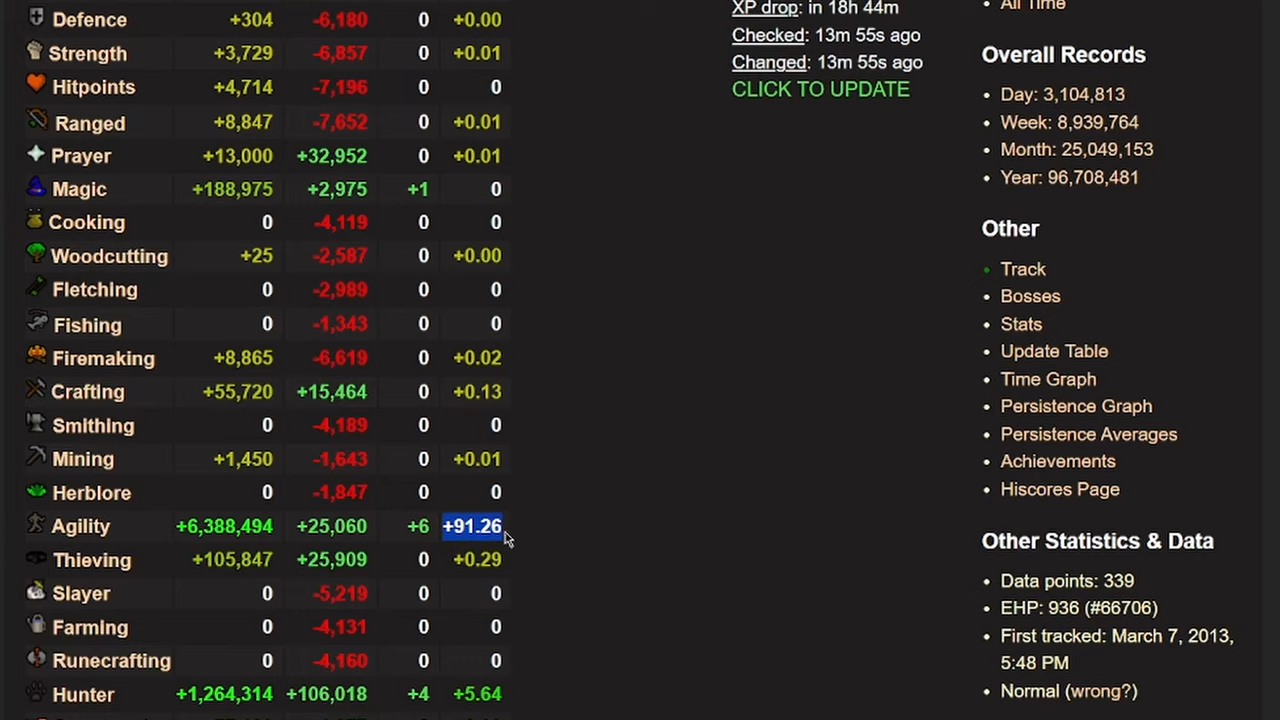 Defence +304 -6,180 0 +0.00
Strength +3,729 -6,857 0 +0.01
Hitpoints +4,714 -7,196 0 0
Ranged +8,847 -7,652 0 +0.01
Prayer +13,000 +32,952 0 +0.01
Magic +188,975 +2,975 +1 0
Cooking 0 -4,119 0 0
Woodcutting +25 -2,587 0 +0.00
Fletching 0 -2,989 0 0
Fishing 0 -1,343 0 0
Firemaking +8,865 -6,619 0 +0.02
Crafting +55,720 +15,464 0 +0.13
Smithing 0 -4,189 0 0
Mining +1,450 -1,643 0 +0.01
Herblore 0 -1,847 0 0
Agility +6,388,494 +25,060 +6 +91.26
Thieving +105,847 +25,909 0 +0.29
Slayer 0 -5,219 0 0
Farming 0 -4,131 0 0
Runecrafting 0 -4,160 0 0
Hunter +1,264,314 +106,018 +4 +5.64
XP drop: in 18h 44m
Checked: 13m 55s ago
Changed: 13m 55s ago
CLICK TO UPDATE
All Time
Overall Records
Day: 3,104,813
Week: 8,939,764
Month: 25,049,153
Year: 96,708,481
Other
Track
Bosses
Stats
Update Table
Time Graph
Persistence Graph
Persistence Averages
Achievements
Hiscores Page
Other Statistics & Data
Data points: 339
EHP: 936 (#66706)
First tracked: March 7, 2013,
5:48 PM
Normal (wrong?)